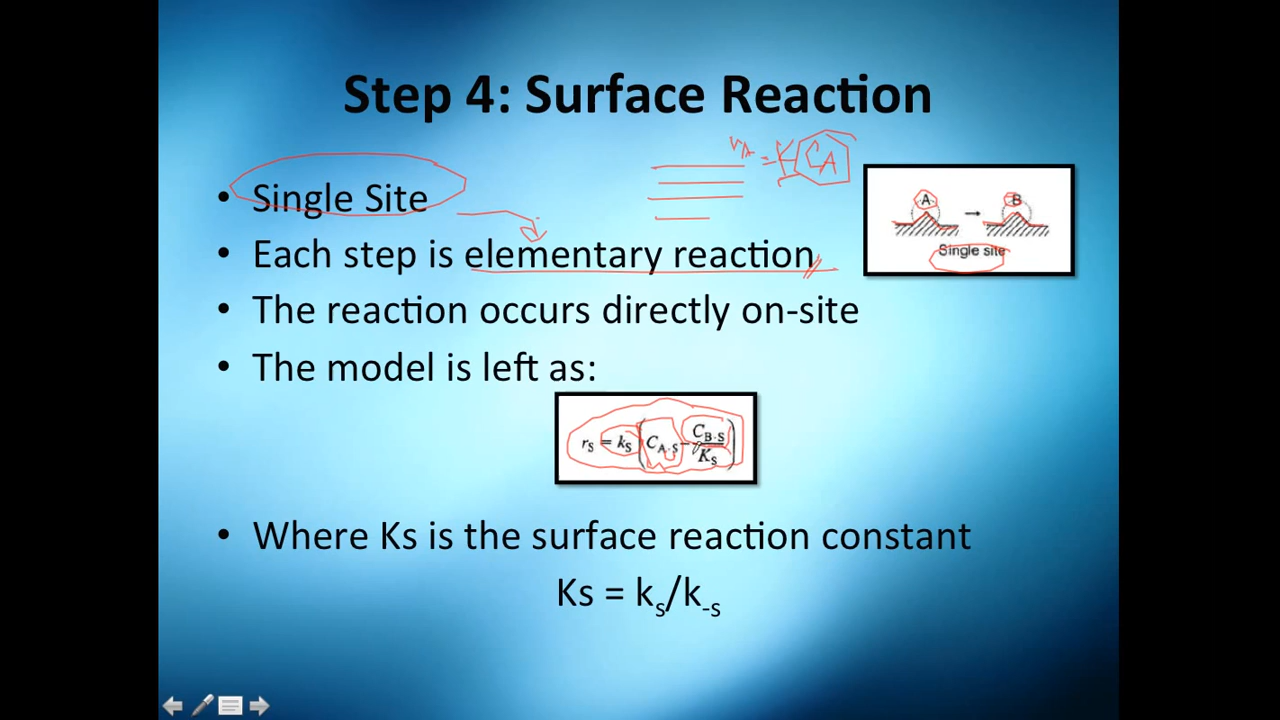 Step 4: Surface Reaction
rA = K CA
• Single Site
A → B
Single site
• Each step is elementary reaction
• The reaction occurs directly on-site
• The model is left as:
rS = kS (CA·S − CB·S/KS)
• Where Ks is the surface reaction constant
Ks = ks/k-s